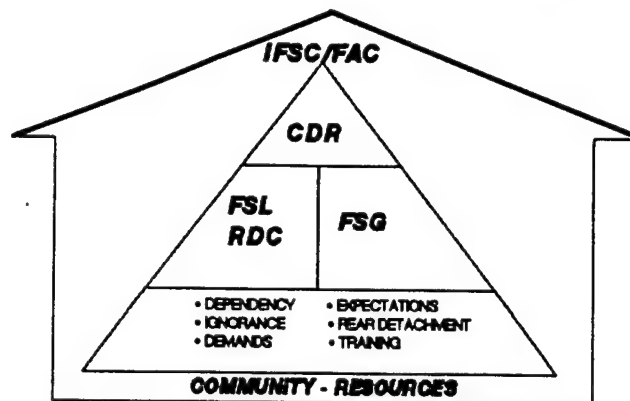 IFSC/FAC
CDR
FSL
RDC
FSG
• DEPENDENCY • EXPECTATIONS
• IGNORANCE • REAR DETACHMENT
• DEMANDS • TRAINING
COMMUNITY - RESOURCES